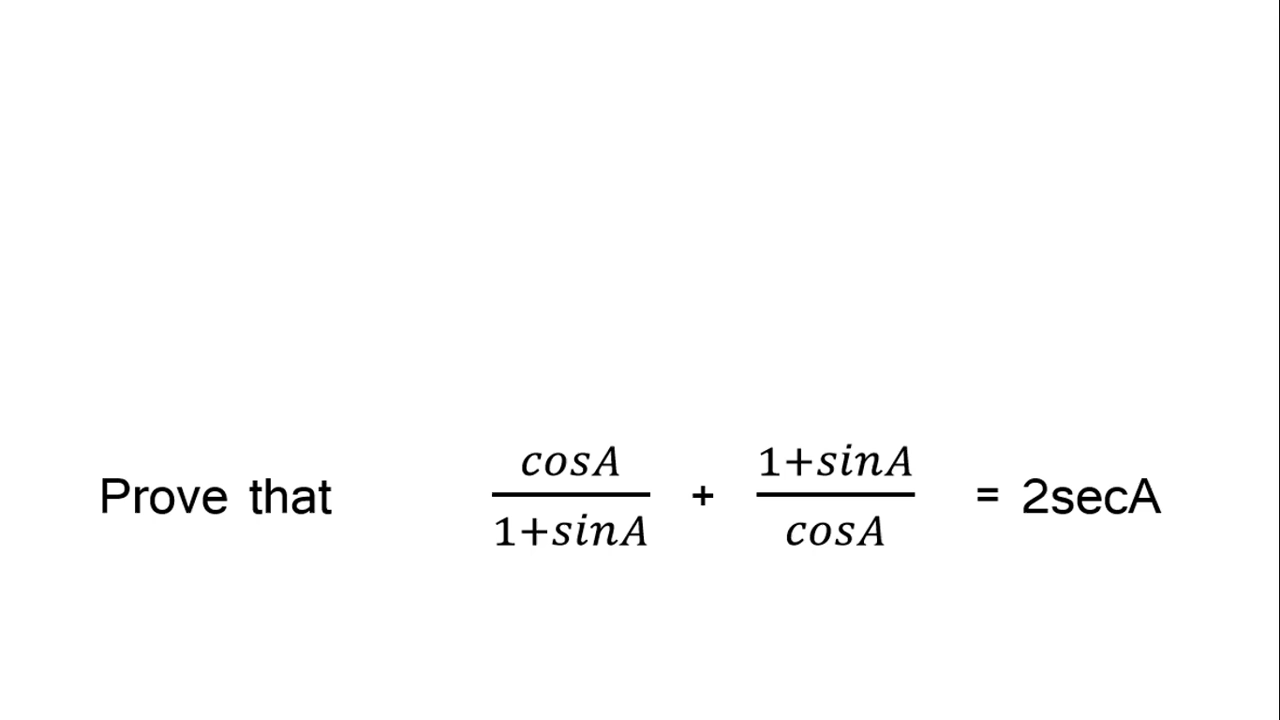 Prove that cosA/1+sinA + 1+sinA/cosA = 2secA